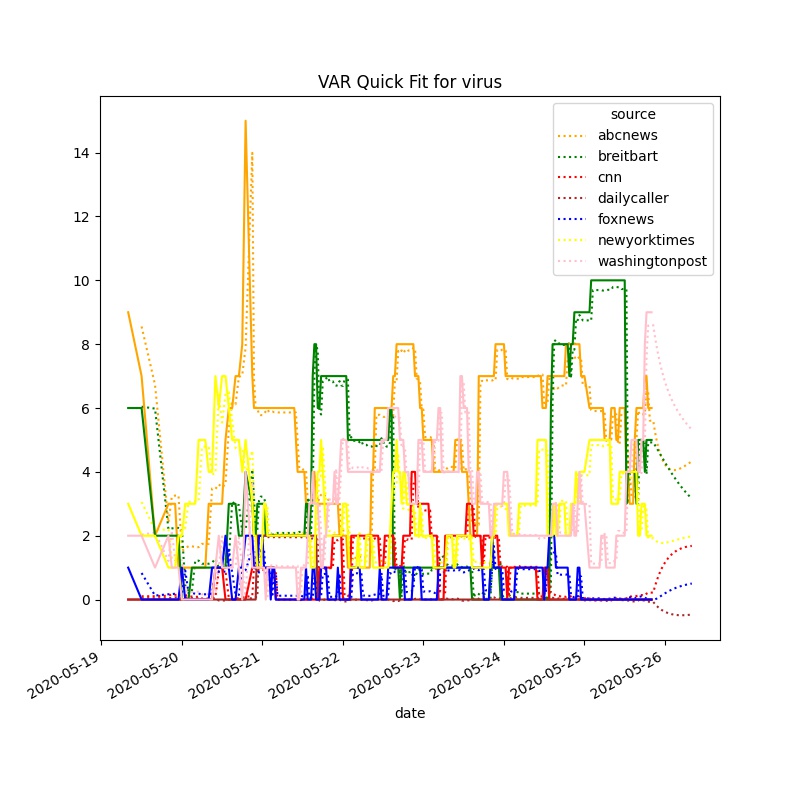 VAR Quick Fit for virus
source
abcnews
breitbart
cnn
dailycaller
foxnews
newyorktimes
washingtonpost
14
12
10
8
6
4
2
0
2020-05-19
2020-05-20
2020-05-21
2020-05-22
2020-05-23
2020-05-24
2020-05-25
2020-05-26
date